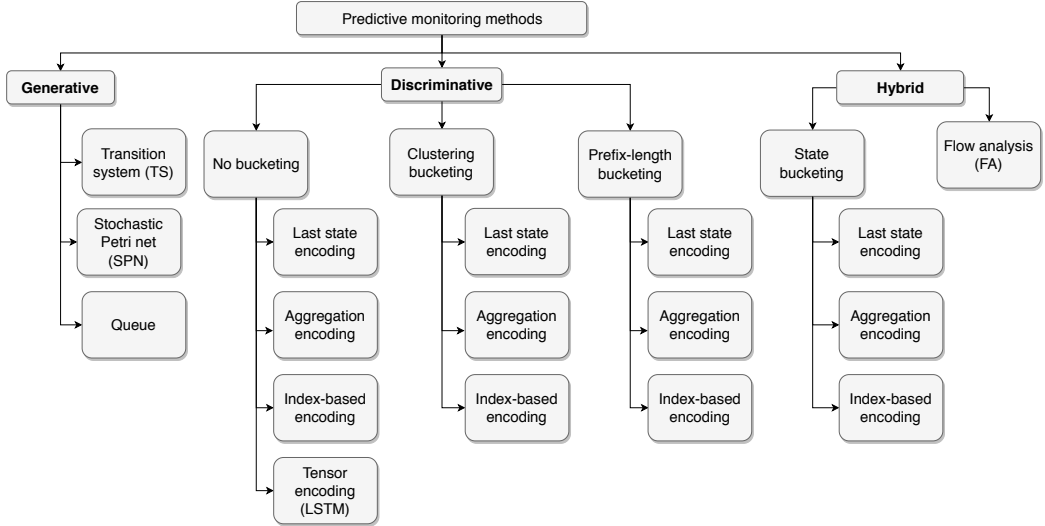 Predictive monitoring methods
Generative
Discriminative
Hybrid
Transition
system (TS)
Stochastic
Petri net
(SPN)
Queue
No bucketing
Last state
encoding
Aggregation
encoding
Index-based
encoding
Tensor
encoding
(LSTM)
Clustering
bucketing
Last state
encoding
Aggregation
encoding
Index-based
encoding
Prefix-length
bucketing
Last state
encoding
Aggregation
encoding
Index-based
encoding
State
bucketing
Last state
encoding
Aggregation
encoding
Index-based
encoding
Flow analysis
(FA)